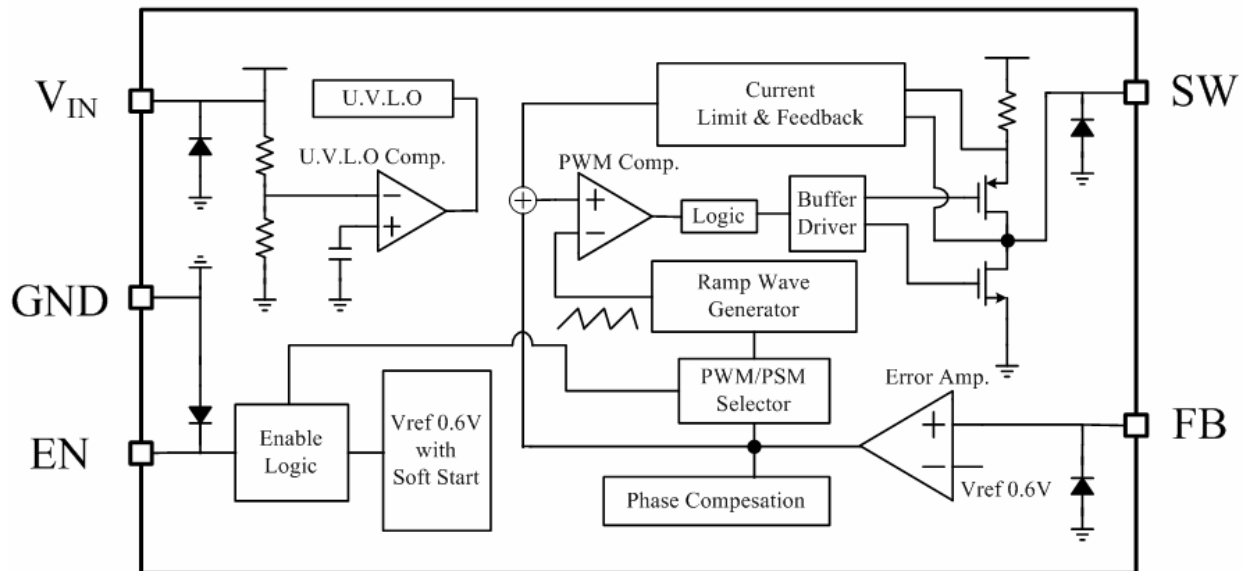 VIN
U.V.L.O
U.V.L.O Comp.
Current
Limit & Feedback
SW
PWM Comp.
Logic
Buffer
Driver
GND
Ramp Wave
Generator
PWM/PSM
Selector
Error Amp.
EN
Enable
Logic
Vref 0.6V
with
Soft Start
FB
Vref 0.6V
Phase Compesation